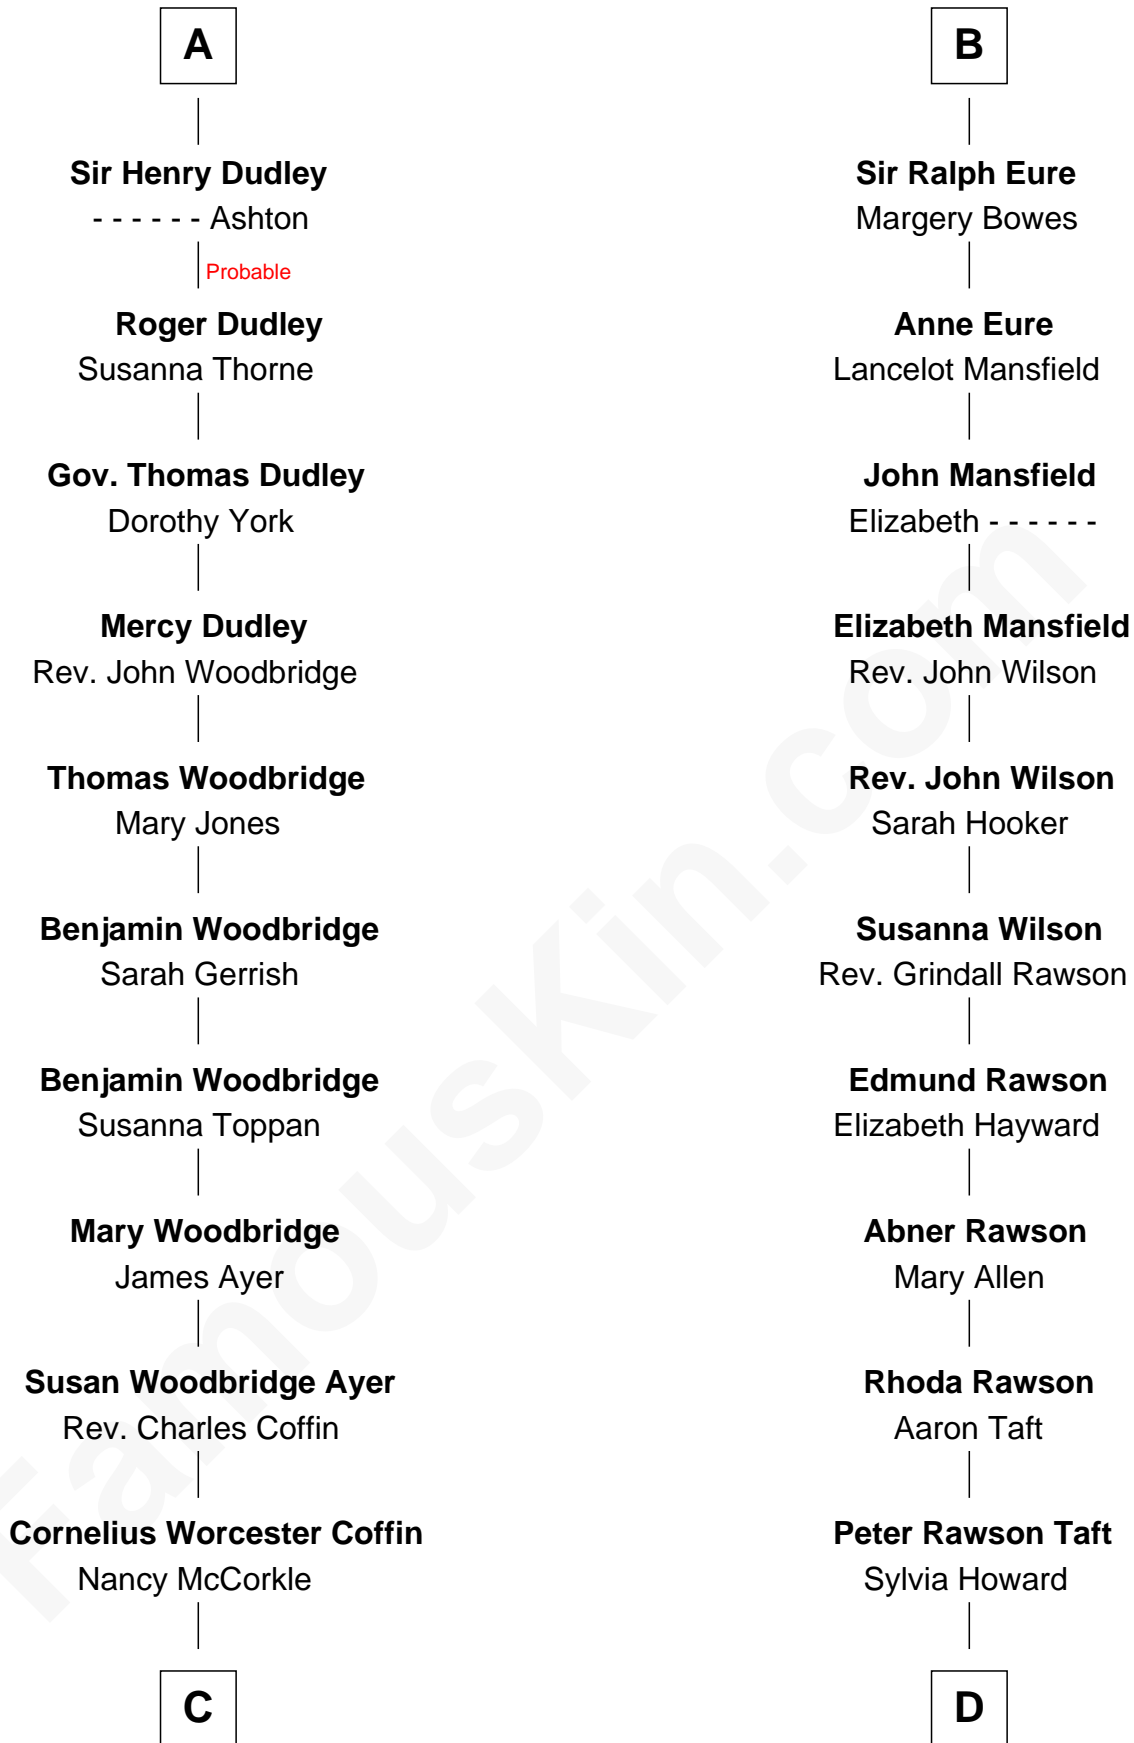 A
Sir Henry Dudley
- - - - - - Ashton
Probable
Roger Dudley
Susanna Thorne
Gov. Thomas Dudley
Dorothy York
Mercy Dudley
Rev. John Woodbridge
Thomas Woodbridge
Mary Jones
Benjamin Woodbridge
Sarah Gerrish
Benjamin Woodbridge
Susanna Toppan
Mary Woodbridge
James Ayer
Susan Woodbridge Ayer
Rev. Charles Coffin
Cornelius Worcester Coffin
Nancy McCorkle
C
B
Sir Ralph Eure
Margery Bowes
Anne Eure
Lancelot Mansfield
John Mansfield
Elizabeth - - - - - -
Elizabeth Mansfield
Rev. John Wilson
Rev. John Wilson
Sarah Hooker
Susanna Wilson
Rev. Grindall Rawson
Edmund Rawson
Elizabeth Hayward
Abner Rawson
Mary Allen
Rhoda Rawson
Aaron Taft
Peter Rawson Taft
Sylvia Howard
D
FamousKin.com